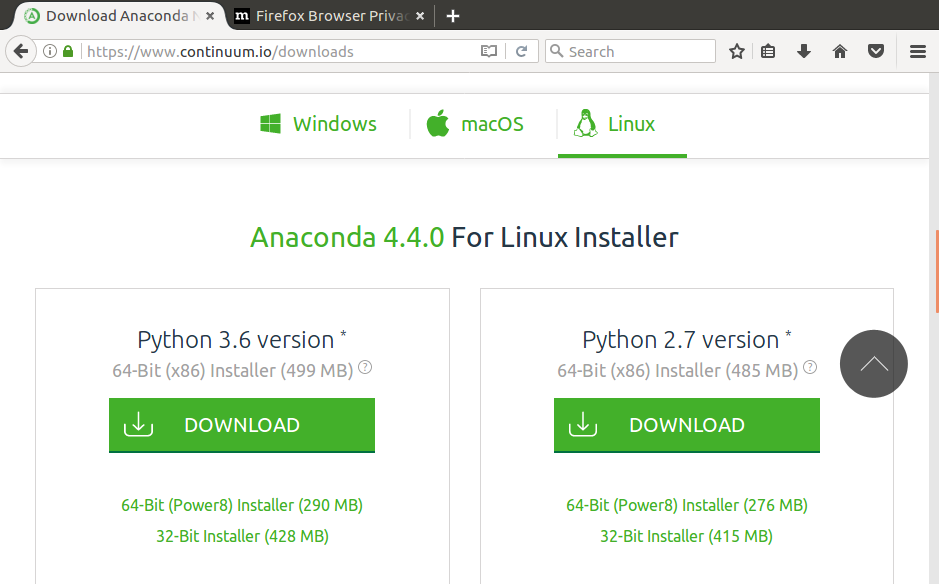 Download Anaconda
Firefox Browser Privac
https://www.continuum.io/downloads
Search
Windows
macOS
Linux
Anaconda 4.4.0 For Linux Installer
Python 3.6 version *
64-Bit (x86) Installer (499 MB) ?
DOWNLOAD
64-Bit (Power8) Installer (290 MB)
32-Bit Installer (428 MB)
Python 2.7 version *
64-Bit (x86) Installer (485 MB) ?
DOWNLOAD
64-Bit (Power8) Installer (276 MB)
32-Bit Installer (415 MB)